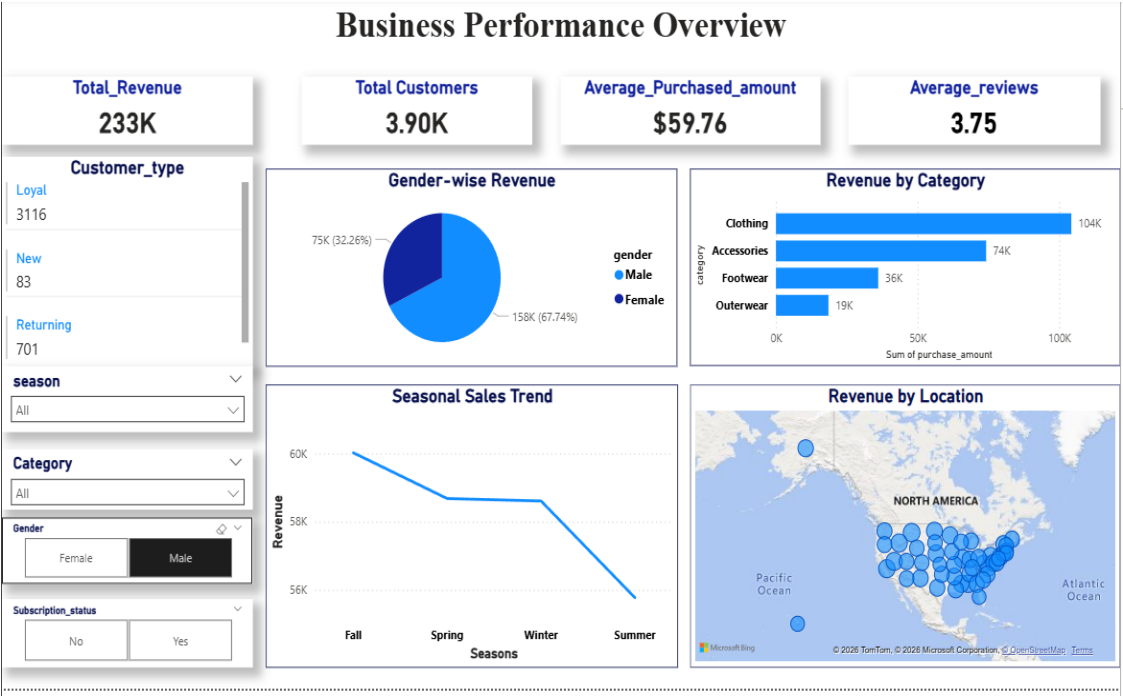 Business Performance Overview
Total_Revenue
233K
Total Customers
3.90K
Average_Purchased_amount
$59.76
Average_reviews
3.75
Customer_type
Loyal
3116
New
83
Returning
701
season
All
Category
All
Gender
Female
Male
Subscription_status
No
Yes
Gender-wise Revenue
75K (32.26%)
158K (67.74%)
gender
Male
Female
Revenue by Category
category
Clothing
104K
Accessories
74K
Footwear
36K
Outerwear
19K
0K
50K
100K
Sum of purchase_amount
Seasonal Sales Trend
Revenue
60K
58K
56K
Fall
Spring
Winter
Summer
Seasons
Revenue by Location
NORTH AMERICA
Pacific
Ocean
Atlantic
Ocean
Microsoft Bing
© 2026 TomTom, © 2026 Microsoft Corporation, © OpenStreetMap Terms